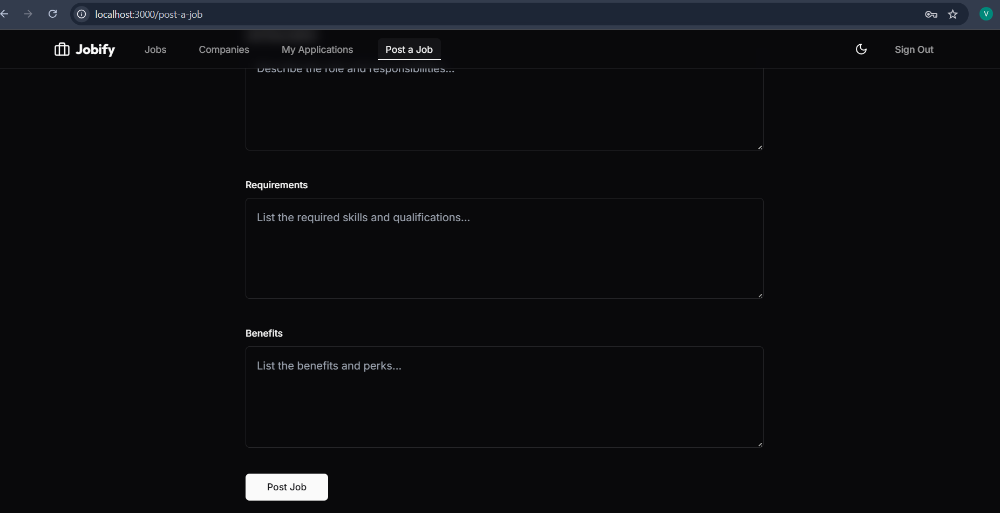 localhost:3000/post-a-job
V
Jobify
Jobs
Companies
My Applications
Post a Job
Sign Out
Describe the role and responsibilities...
Requirements
List the required skills and qualifications...
Benefits
List the benefits and perks...
Post Job